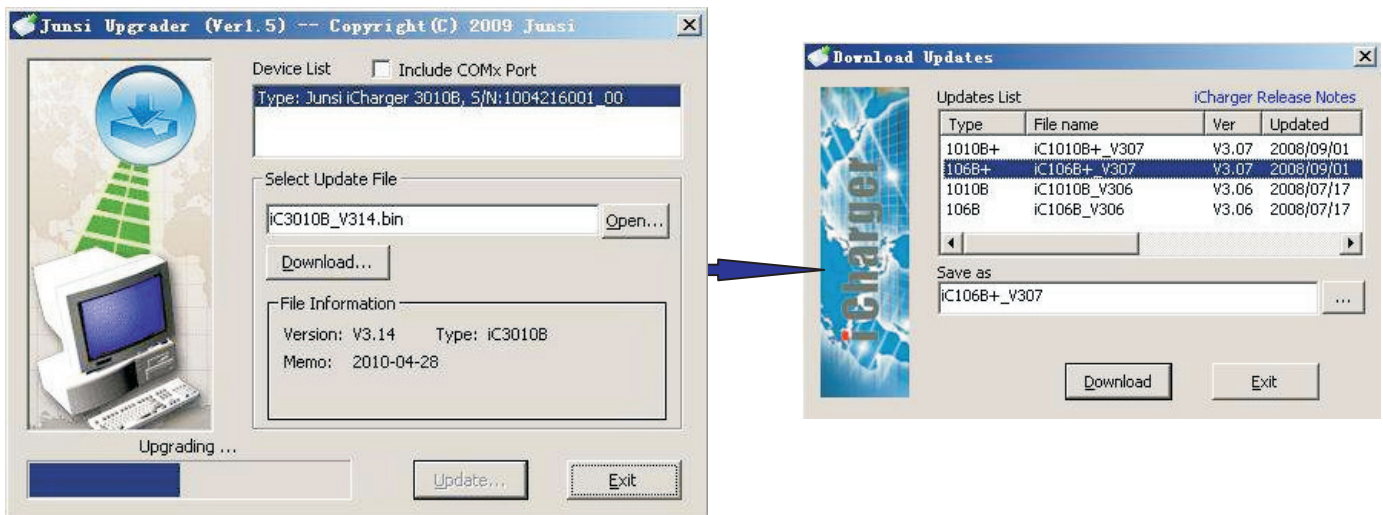 Junsi Upgrader (Ver1.5) -- Copyright(C) 2009 Junsi
Device List
Include COMx Port
Type: Junsi iCharger 3010B, S/N:1004216001_00
Select Update File
iC3010B_V314.bin
Open...
Download...
File Information
Version: V3.14 Type: iC3010B
Memo: 2010-04-28
Upgrading ...
Update...
Exit
Download Updates
iCharger
Updates List
iCharger Release Notes
Type File name Ver Updated
1010B+ iC1010B+_V307 V3.07 2008/09/01
106B+ iC106B+_V307 V3.07 2008/09/01
1010B iC1010B_V306 V3.06 2008/07/17
106B iC106B_V306 V3.06 2008/07/17
Save as
iC106B+_V307
...
Download
Exit